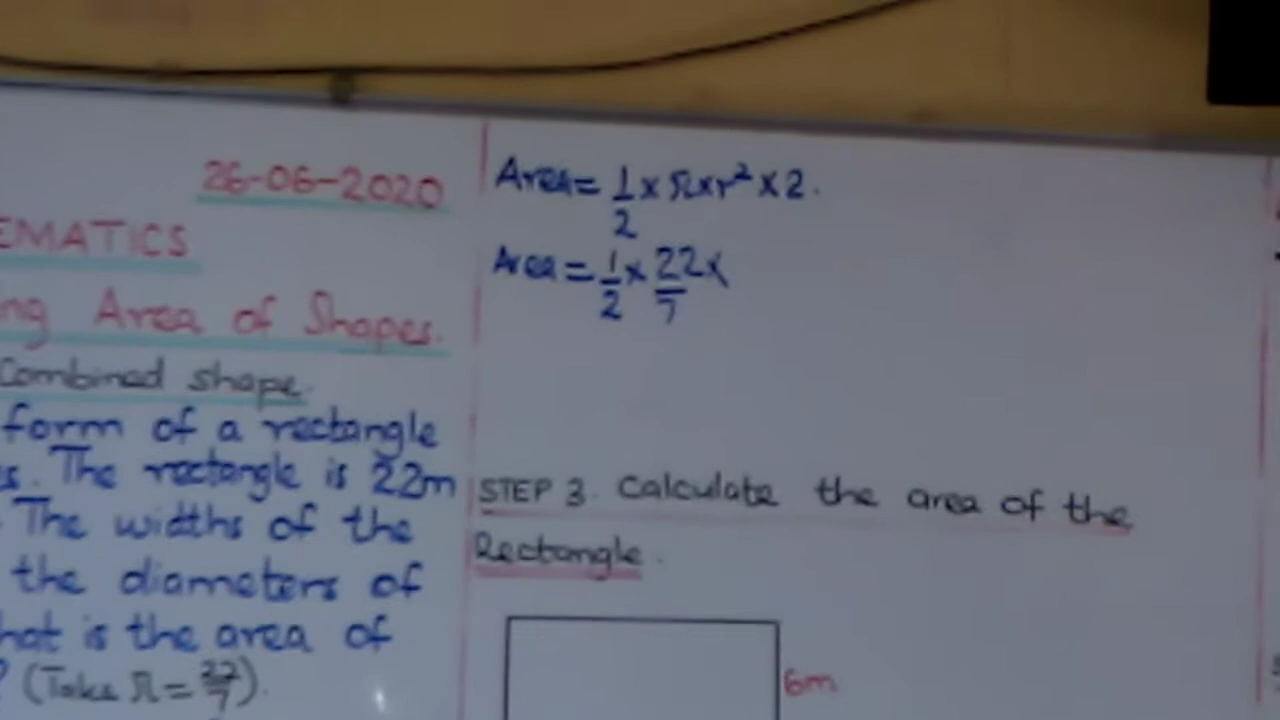 26-06-2020
EMATICS
ng Area of Shapes.
Combined shape.
form of a rectangle
s. The rectangle is 22m
The widths of the
the diameters of
hat is the area of
? (Take π = 22/7).
Area = 1/2 × π × r² × 2.
Area = 1/2 × 22/7 ×
STEP 3. Calculate the area of the
Rectangle.
6m